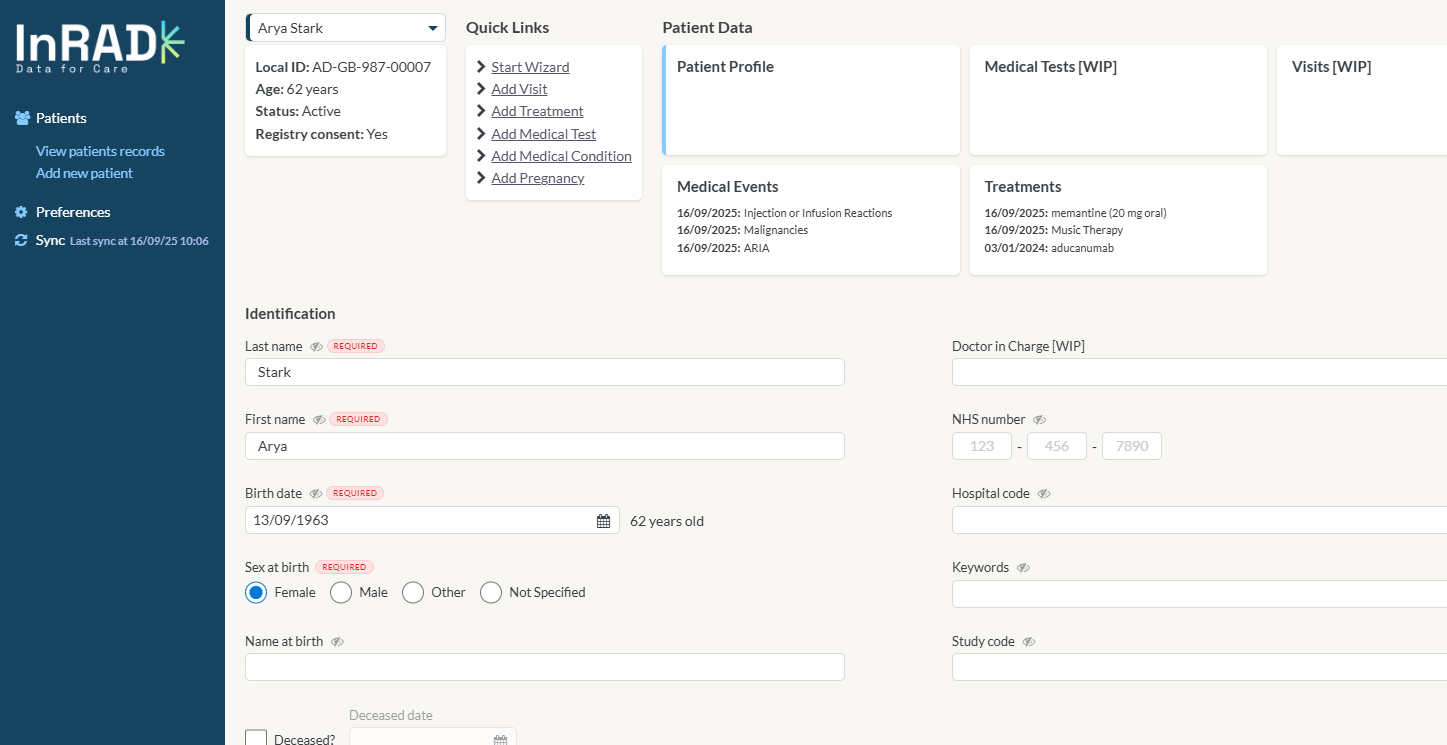 InRAD
Data for Care
Patients
View patients records
Add new patient
Preferences
Sync Last sync at 16/09/25 10:06
Arya Stark
Local ID: AD-GB-987-00007
Age: 62 years
Status: Active
Registry consent: Yes
Quick Links
Start Wizard
Add Visit
Add Treatment
Add Medical Test
Add Medical Condition
Add Pregnancy
Patient Data
Patient Profile
Medical Tests [WIP]
Visits [WIP]
Medical Events
16/09/2025: Injection or Infusion Reactions
16/09/2025: Malignancies
16/09/2025: ARIA
Treatments
16/09/2025: memantine (20 mg oral)
16/09/2025: Music Therapy
03/01/2024: aducanumab
Identification
Last name REQUIRED
Stark
First name REQUIRED
Arya
Birth date REQUIRED
13/09/1963 62 years old
Sex at birth REQUIRED
Female Male Other Not Specified
Name at birth
Deceased date
Deceased?
Doctor in Charge [WIP]
NHS number
123 - 456 - 7890
Hospital code
Keywords
Study code